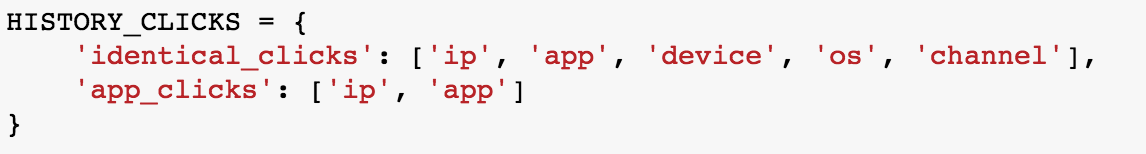 HISTORY_CLICKS = {
    'identical_clicks': ['ip', 'app', 'device', 'os', 'channel'],
    'app_clicks': ['ip', 'app']
}